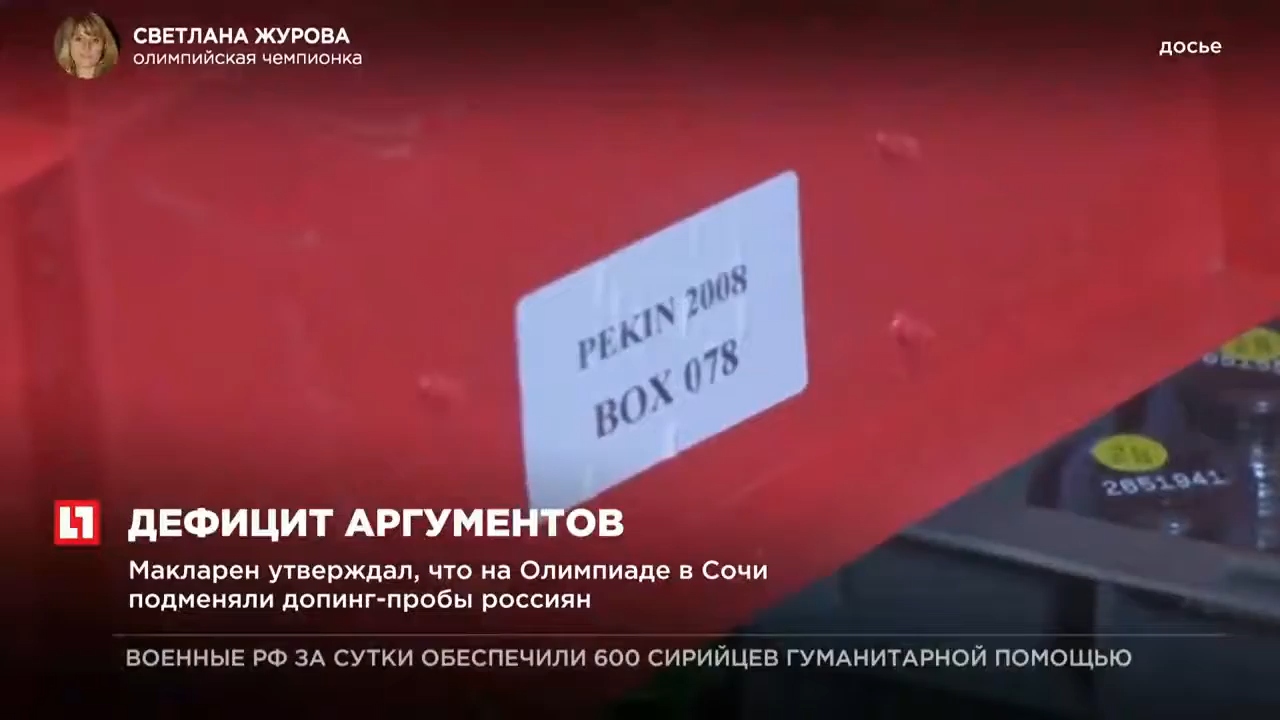 СВЕТЛАНА ЖУРОВА
олимпийская чемпионка
досье
PEKIN 2008
BOX 078
2651941
ДЕФИЦИТ АРГУМЕНТОВ
Макларен утверждал, что на Олимпиаде в Сочи
подменяли допинг-пробы россиян
ВОЕННЫЕ РФ ЗА СУТКИ ОБЕСПЕЧИЛИ 600 СИРИЙЦЕВ ГУМАНИТАРНОЙ ПОМОЩЬЮ